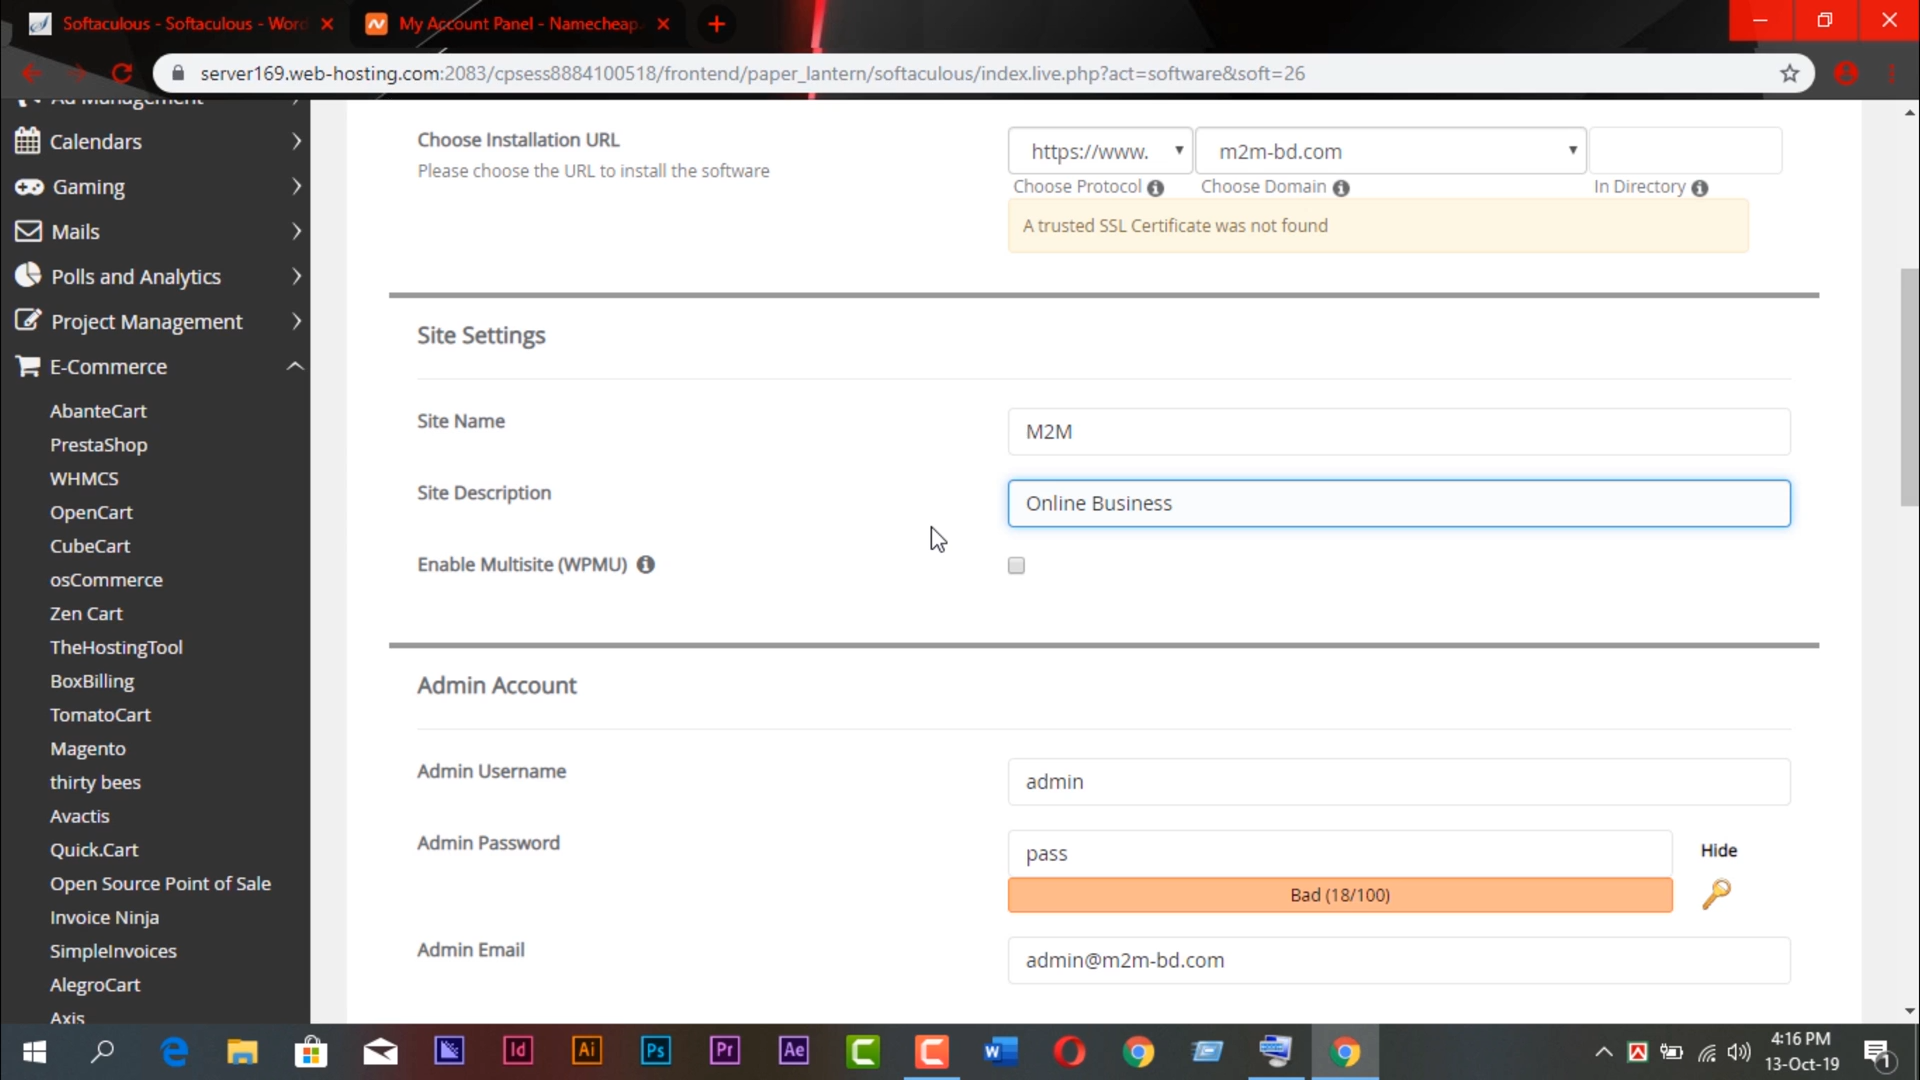 Softaculous - Softaculous - Word
My Account Panel - Namecheap.
server169.web-hosting.com:2083/cpsess8884100518/frontend/paper_lantern/softaculous/index.live.php?act=software&soft=26
Ad Management
Calendars
Gaming
Mails
Polls and Analytics
Project Management
E-Commerce
AbanteCart
PrestaShop
WHMCS
OpenCart
CubeCart
osCommerce
Zen Cart
TheHostingTool
BoxBilling
TomatoCart
Magento
thirty bees
Avactis
Quick.Cart
Open Source Point of Sale
Invoice Ninja
SimpleInvoices
AlegroCart
Axis
Choose Installation URL
Please choose the URL to install the software
https://www. m2m-bd.com
Choose Protocol Choose Domain In Directory
A trusted SSL Certificate was not found
Site Settings
Site Name
M2M
Site Description
Online Business
Enable Multisite (WPMU)
Admin Account
Admin Username
admin
Admin Password
pass
Hide
Bad (18/100)
Admin Email
admin@m2m-bd.com
Id Ai Ps Pr Ae
4:16 PM
13-Oct-19
1